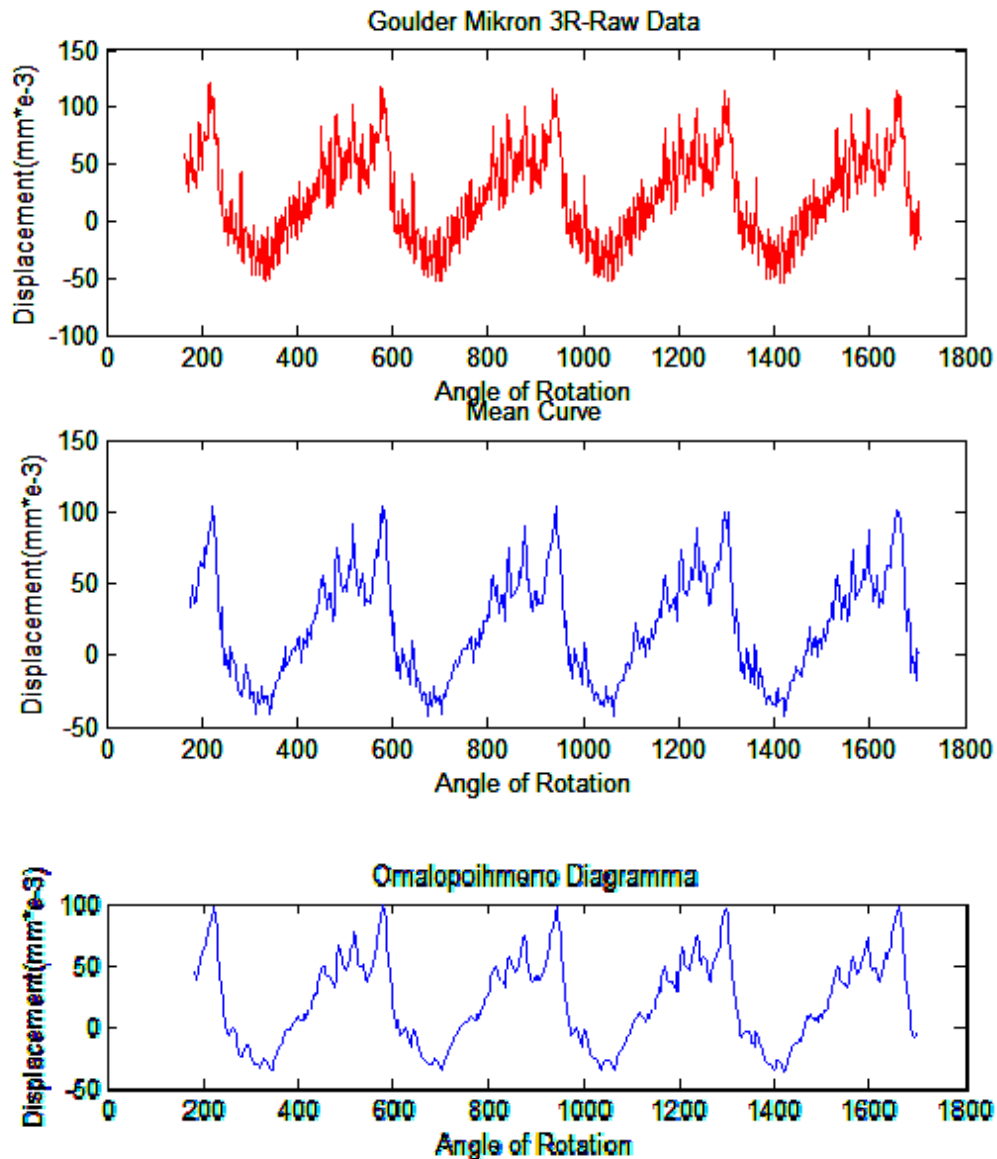 Goulder Mikron 3R-Raw Data
Displacement(mm*e-3)
150
100
50
0
-50
-100
0 200 400 600 800 1000 1200 1400 1600 1800
Angle of Rotation
Mean Curve
Displacement(mm*e-3)
150
100
50
0
-50
0 200 400 600 800 1000 1200 1400 1600 1800
Angle of Rotation
Omalopoihmeno Diagramma
Displacement(mm*e-3)
100
50
0
-50
0 200 400 600 800 1000 1200 1400 1600 1800
Angle of Rotation